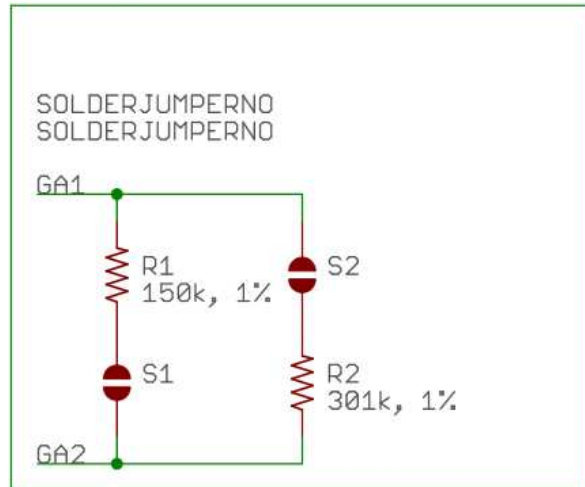 SOLDERJUMPERNO
SOLDERJUMPERNO
GA1
R1
150k, 1%
S2
S1
R2
301k, 1%
GA2